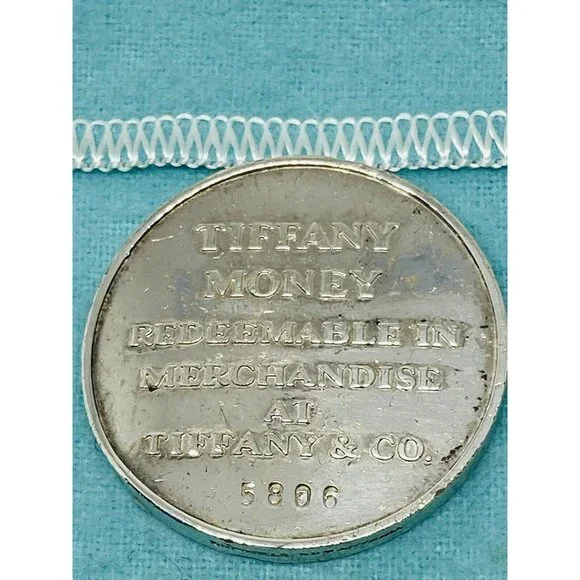 TIFFANY
MONEY
REDEEMABLE IN
MERCHANDISE
AT
TIFFANY & CO.
5806